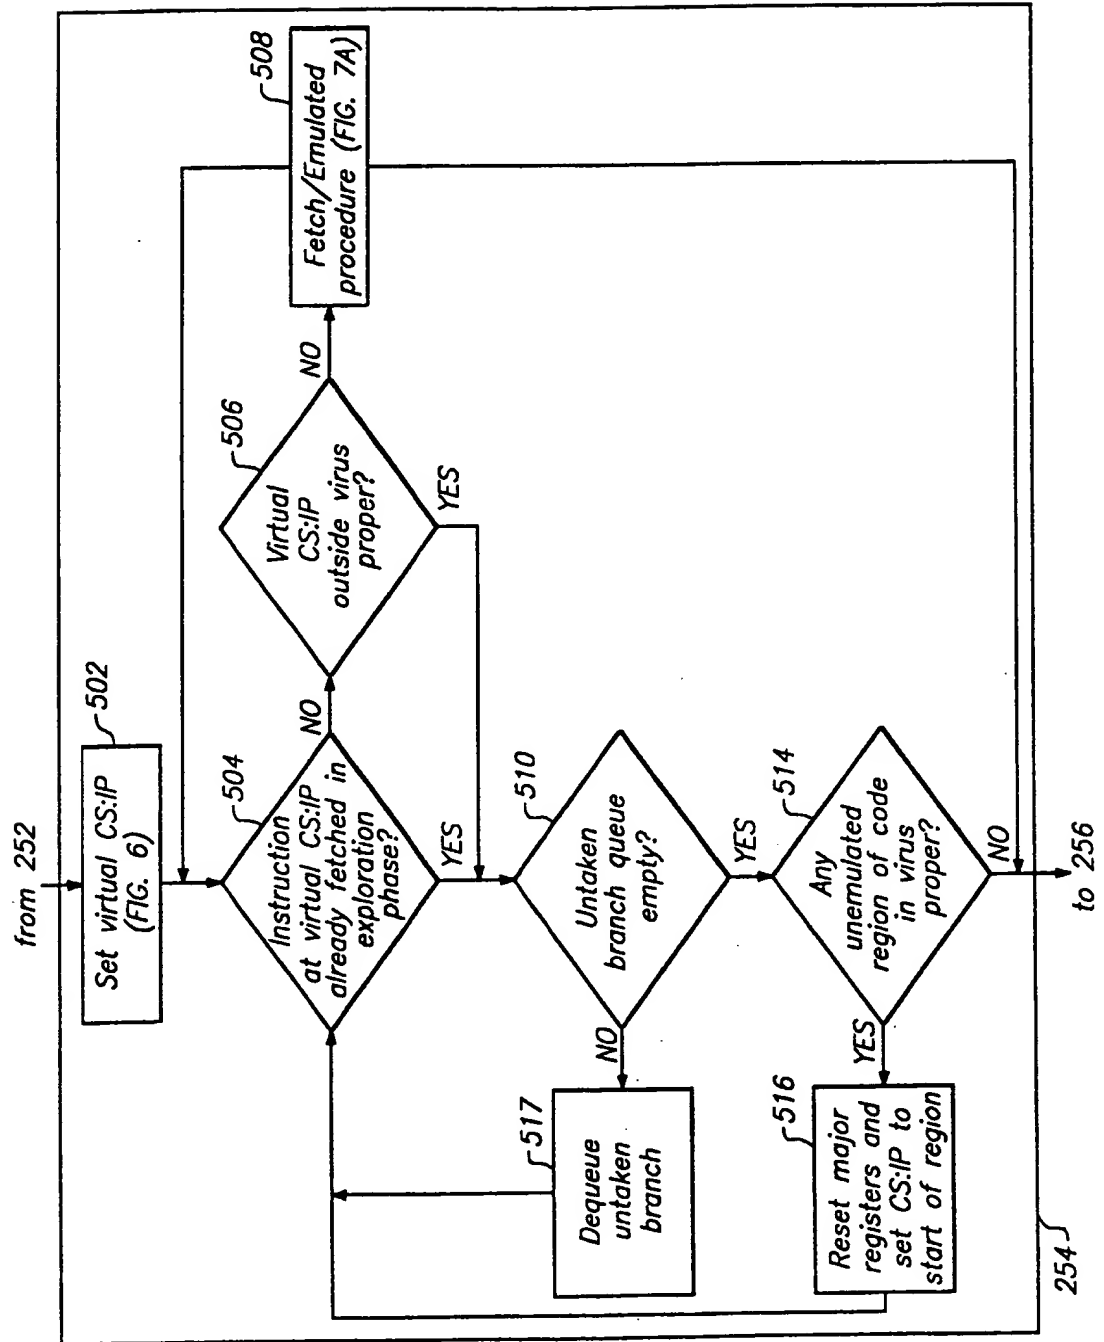 from 252
502
Set virtual CS:IP
(FIG. 6)
504
Instruction
at virtual CS:IP
already fetched in
exploration
phase?
NO
YES
506
Virtual
CS:IP
outside virus
proper?
NO
YES
508
Fetch/Emulated
procedure (FIG. 7A)
510
Untaken
branch queue
empty?
NO
YES
517
Dequeue
untaken
branch
514
Any
unemulated
region of code
in virus
proper?
YES
NO
516
Reset major
registers and
set CS:IP to
start of region
254
to 256